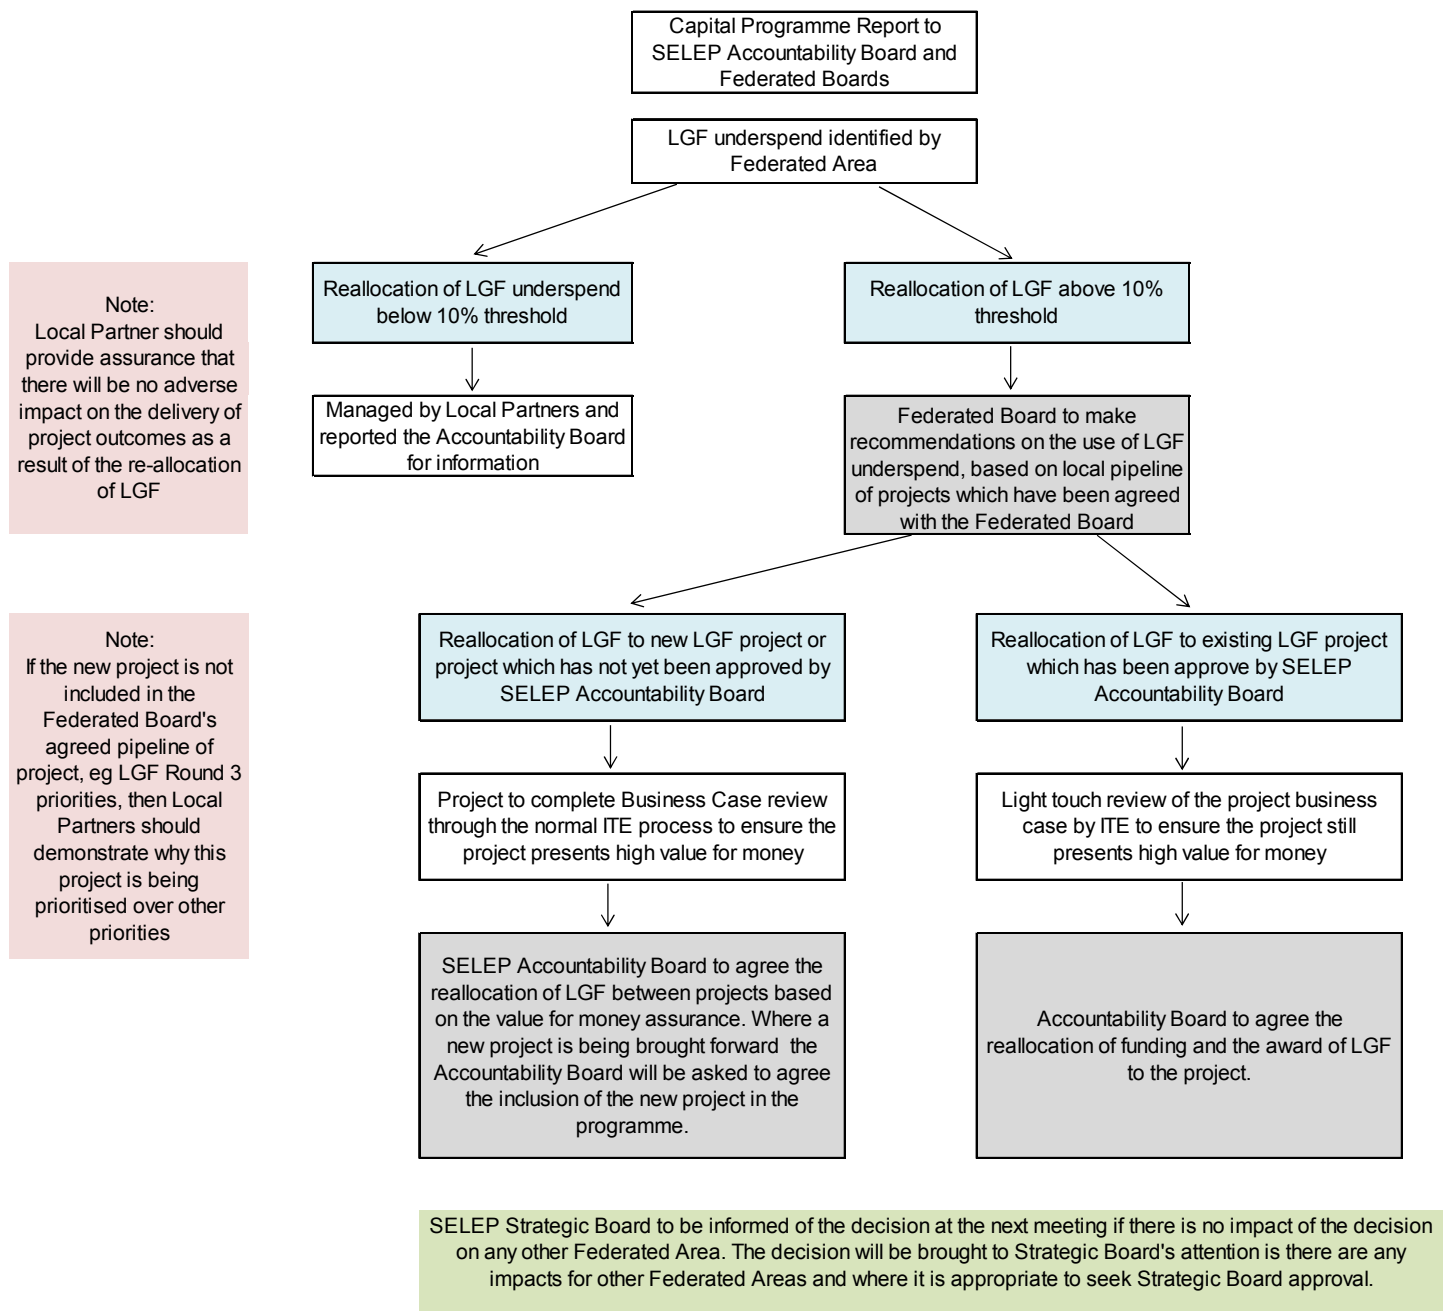 Capital Programme Report to
SELEP Accountability Board and
Federated Boards
LGF underspend identified by
Federated Area
Note:
Local Partner should
provide assurance that
there will be no adverse
impact on the delivery of
project outcomes as a
result of the re-allocation
of LGF
Reallocation of LGF underspend
below 10% threshold
Reallocation of LGF above 10%
threshold
Managed by Local Partners and
reported the Accountability Board
for information
Federated Board to make
recommendations on the use of LGF
underspend, based on local pipeline
of projects which have been agreed
with the Federated Board
Note:
If the new project is not
included in the
Federated Board's
agreed pipeline of
project, eg LGF Round 3
priorities, then Local
Partners should
demonstrate why this
project is being
prioritised over other
priorities
Reallocation of LGF to new LGF project or
project which has not yet been approved by
SELEP Accountability Board
Reallocation of LGF to existing LGF project
which has been approve by SELEP
Accountability Board
Project to complete Business Case review
through the normal ITE process to ensure the
project presents high value for money
Light touch review of the project business
case by ITE to ensure the project still
presents high value for money
SELEP Accountability Board to agree the
reallocation of LGF between projects based
on the value for money assurance. Where a
new project is being brought forward  the
Accountability Board will be asked to agree
the inclusion of the new project in the
programme.
Accountability Board to agree the
reallocation of funding and the award of LGF
to the project.
SELEP Strategic Board to be informed of the decision at the next meeting if there is no impact of the decision
on any other Federated Area. The decision will be brought to Strategic Board's attention is there are any
impacts for other Federated Areas and where it is appropriate to seek Strategic Board approval.